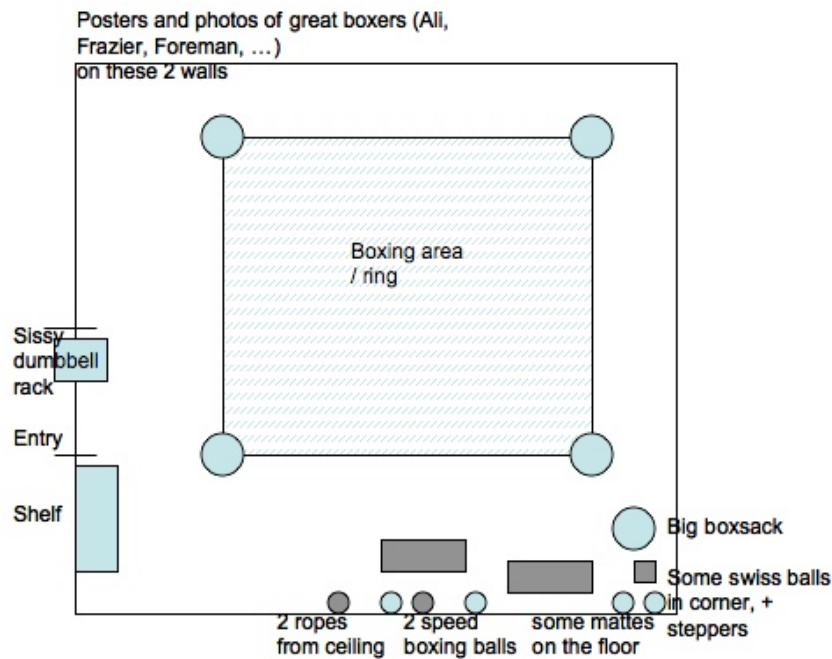 Posters and photos of great boxers (Ali,
Frazier, Foreman, …)
on these 2 walls
Boxing area
/ ring
Sissy
dumbbell
rack
Entry
Shelf
Big boxsack
Some swiss balls
in corner, +
steppers
2 ropes
from ceiling
2 speed
boxing balls
some mattes
on the floor